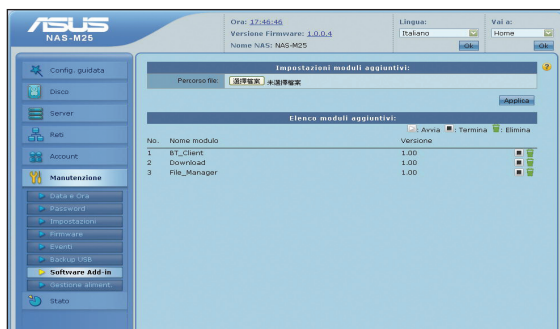 ASUS
NAS-M25
Ora: 17:46:46
Versione Firmware: 1.0.0.4
Nome NAS: NAS-M25
Lingua:
Italiano
Ok
Vai a:
Home
Ok
Config. guidata
Disco
Server
Reti
Account
Manutenzione
Data e Ora
Password
Impostazioni
Firmware
Eventi
Backup USB
Software Add-in
Gestione aliment.
Stato
Impostazioni moduli aggiuntivi:
Percorso file: 選擇檔案 未選擇檔案
Applica
Elenco moduli aggiuntivi:
: Avvia : Termina : Elimina
No. Nome modulo Versione
1 BT_Client 1.00
2 Download 1.00
3 File_Manager 1.00